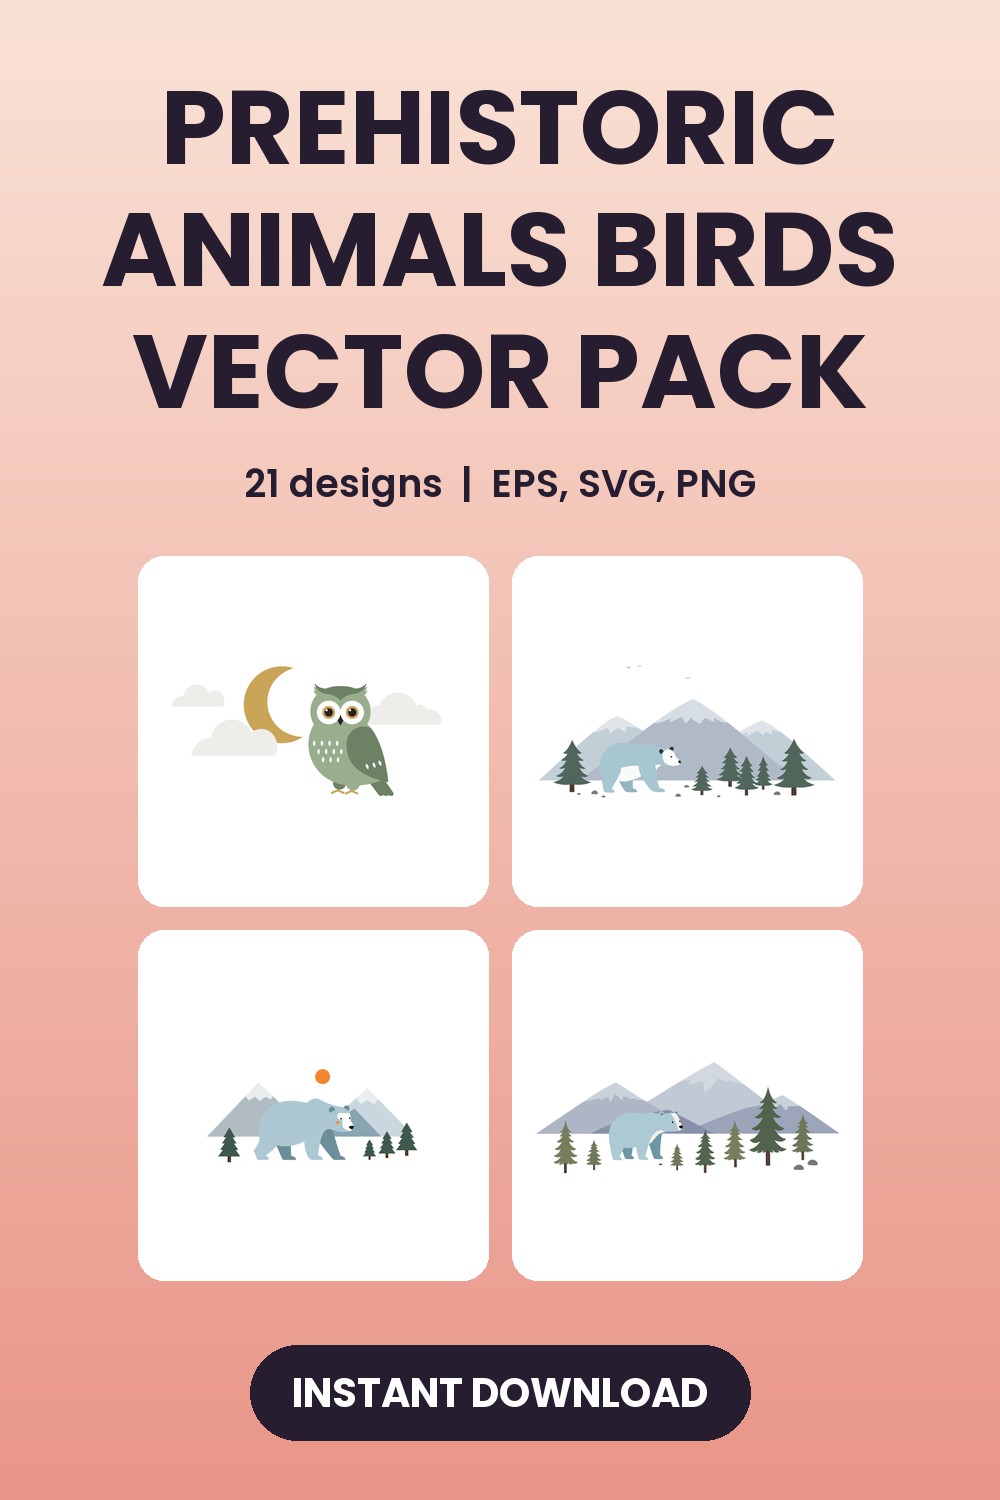 PREHISTORIC
ANIMALS BIRDS
VECTOR PACK
21 designs | EPS, SVG, PNG
INSTANT DOWNLOAD